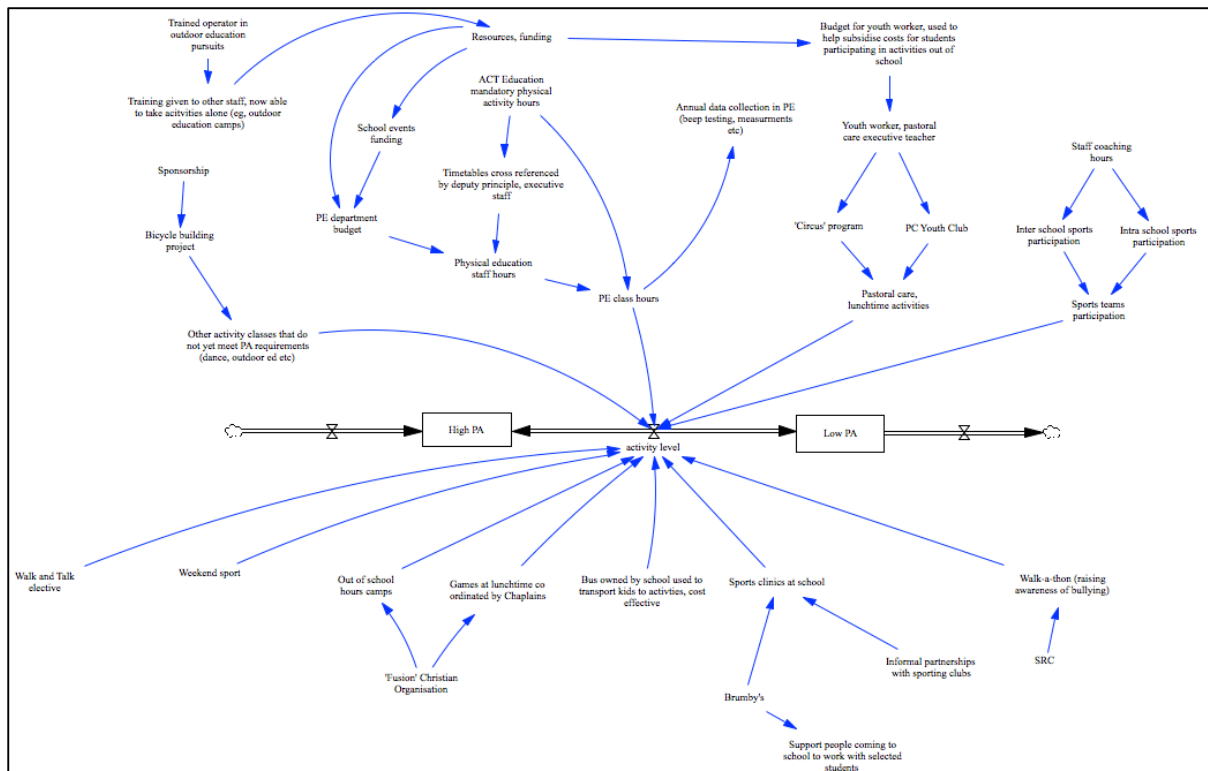 Trained operator in
outdoor education
pursuits
Resources, funding
Budget for youth worker, used to
help subsidise costs for students
participating in activities out of
school
Training given to other staff, now able
to take acitvities alone (eg, outdoor
education camps)
ACT Education
mandatory physical
activity hours
Annual data collection in PE
(beep testing, measurments
etc)
School events
funding
Youth worker, pastoral
care executive teacher
Staff coaching
hours
Sponsorship
Timetables cross referenced
by deputy principle, executive
staff
PE department
budget
'Circus' program
PC Youth Club
Inter school sports
participation
Intra school sports
participation
Bicycle building
project
Physical education
staff hours
PE class hours
Pastoral care,
lunchtime activities
Sports teams
participation
Other activity classes that do
not yet meet PA requirements
(dance, outdoor ed etc)
High PA
Low PA
activity level
Walk and Talk
elective
Weekend sport
Out of school
hours camps
Games at lunchtime co
ordinated by Chaplains
Bus owned by school used to
transport kids to activties, cost
effective
Sports clinics at school
Walk-a-thon (raising
awareness of bullying)
'Fusion' Christian
Organisation
Informal partnerships
with sporting clubs
SRC
Brumby's
Support people coming to
school to work with selected
students